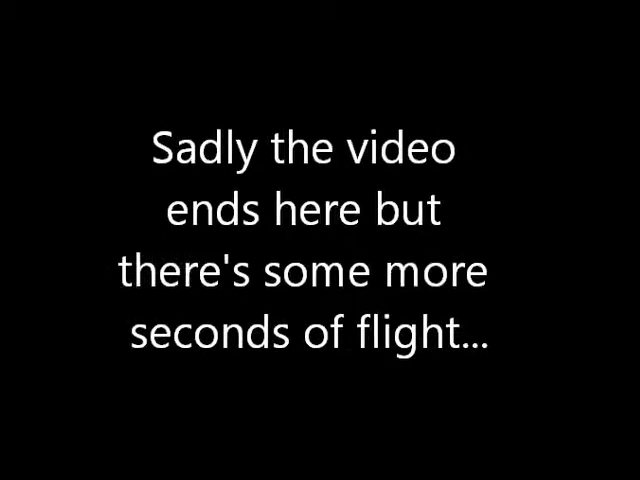 Sadly the video
ends here but
there's some more
seconds of flight...